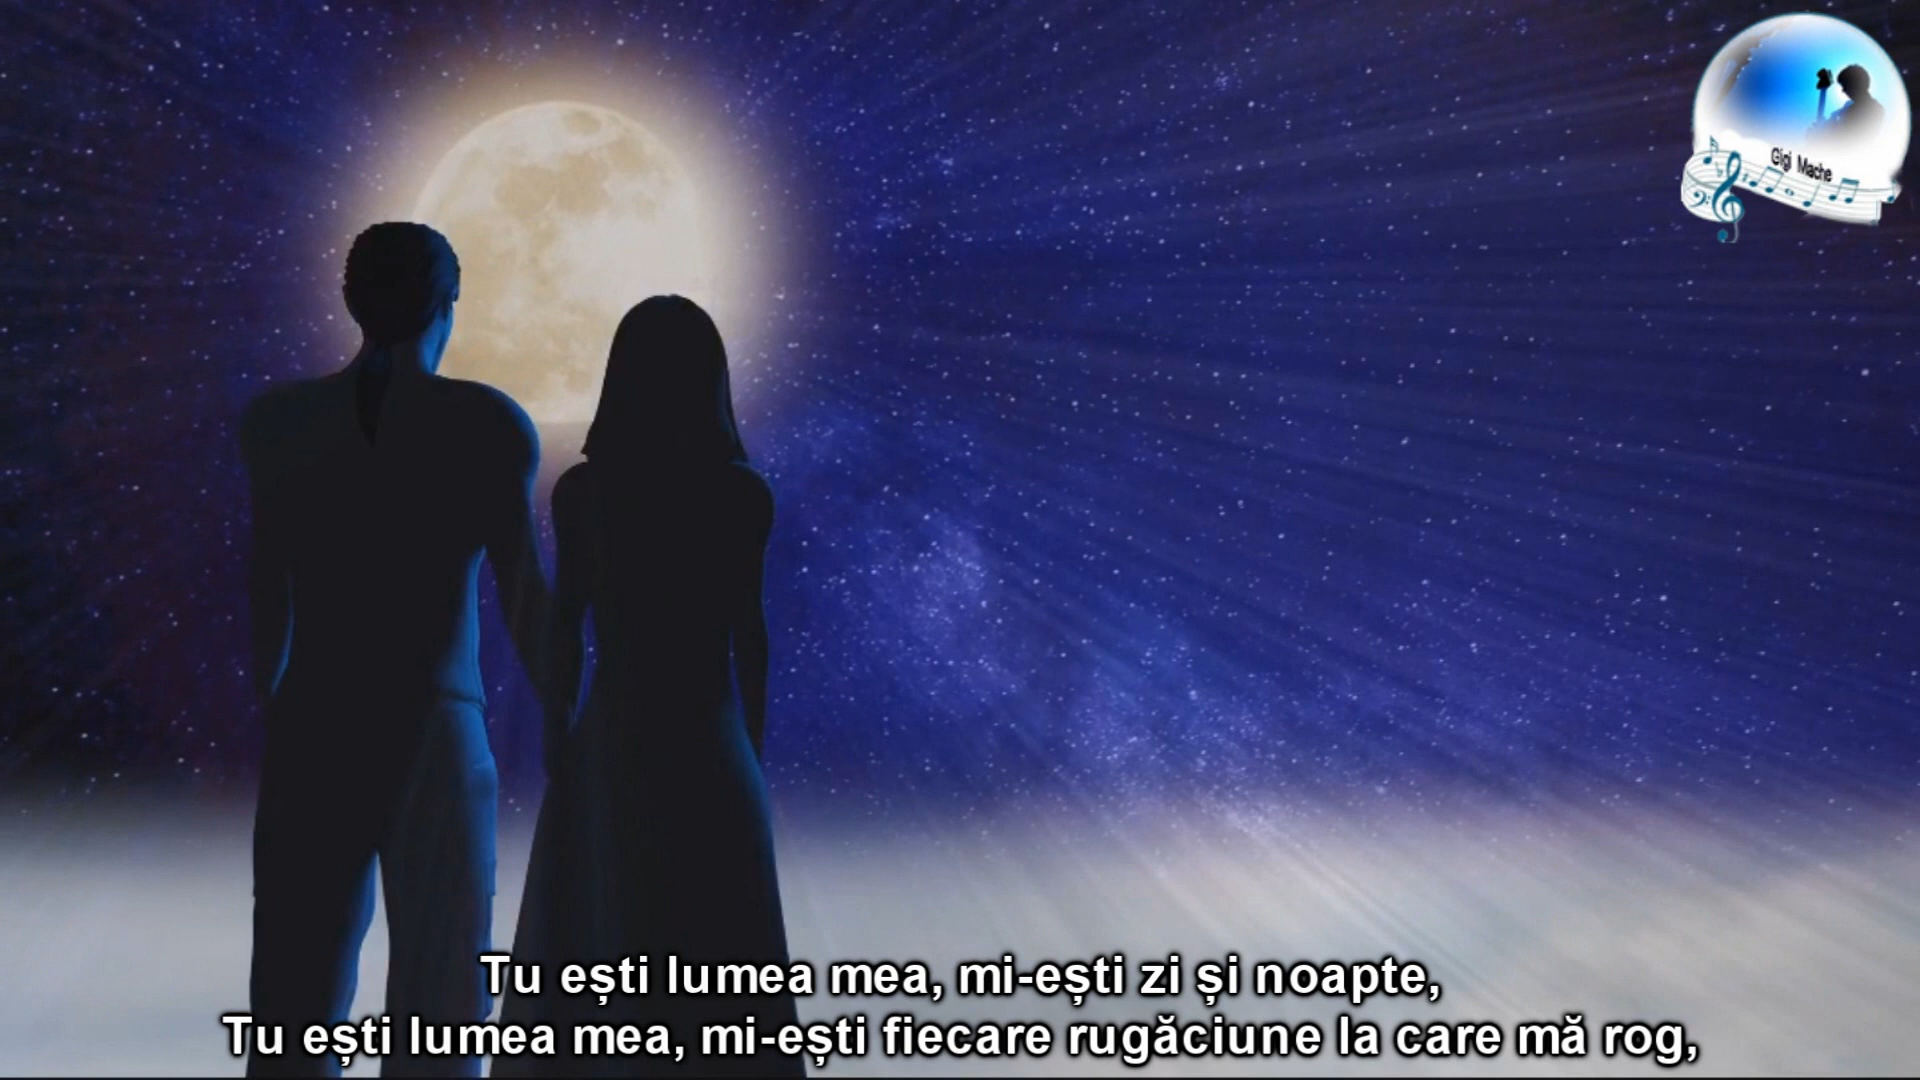 Gigi Mache
Tu ești lumea mea, mi-ești zi și noapte,
Tu ești lumea mea, mi-ești fiecare rugăciune la care mă rog,